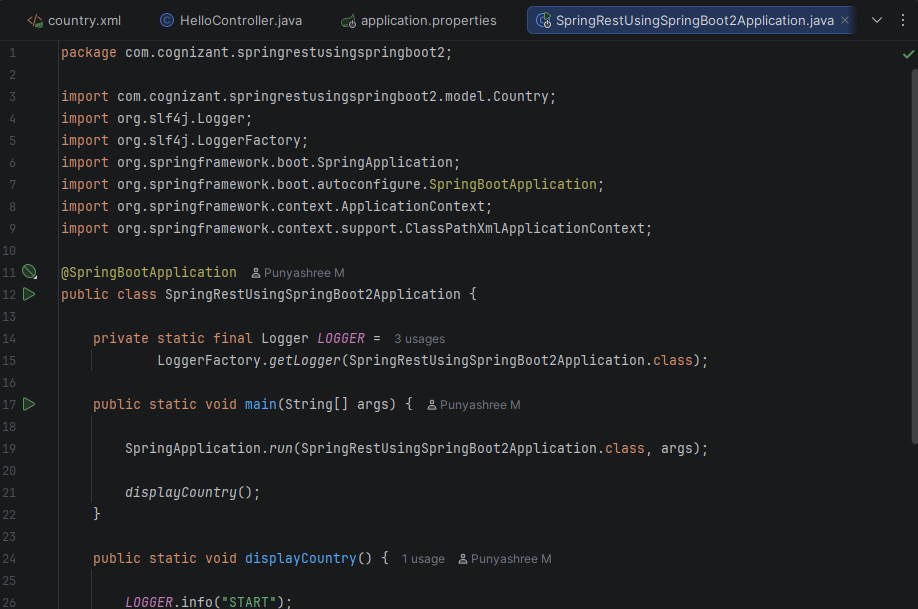 country.xml HelloController.java application.properties SpringRestUsingSpringBoot2Application.java
1 package com.cognizant.springrestusingspringboot2;
2
3 import com.cognizant.springrestusingspringboot2.model.Country;
4 import org.slf4j.Logger;
5 import org.slf4j.LoggerFactory;
6 import org.springframework.boot.SpringApplication;
7 import org.springframework.boot.autoconfigure.SpringBootApplication;
8 import org.springframework.context.ApplicationContext;
9 import org.springframework.context.support.ClassPathXmlApplicationContext;
10
11 @SpringBootApplication Punyashree M
12 public class SpringRestUsingSpringBoot2Application {
13
14 private static final Logger LOGGER = 3 usages
15 LoggerFactory.getLogger(SpringRestUsingSpringBoot2Application.class);
16
17 public static void main(String[] args) { Punyashree M
18
19 SpringApplication.run(SpringRestUsingSpringBoot2Application.class, args);
20
21 displayCountry();
22 }
23
24 public static void displayCountry() { 1 usage Punyashree M
25
26 LOGGER.info("START");